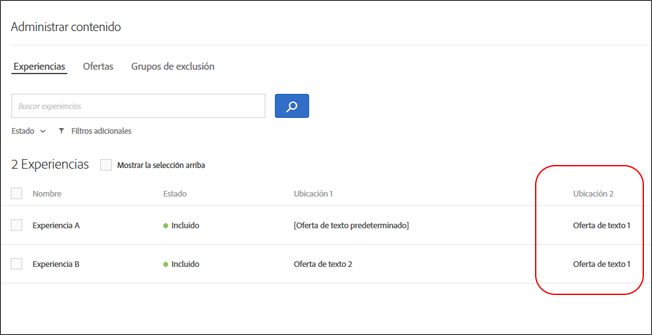 Administrar contenido
Experiencias Ofertas Grupos de exclusión
Buscar experiencias
Estado Filtros adicionales
2 Experiencias Mostrar la selección arriba
Nombre Estado Ubicación 1 Ubicación 2
Experiencia A Incluido [Oferta de texto predeterminado] Oferta de texto 1
Experiencia B Incluido Oferta de texto 2 Oferta de texto 1